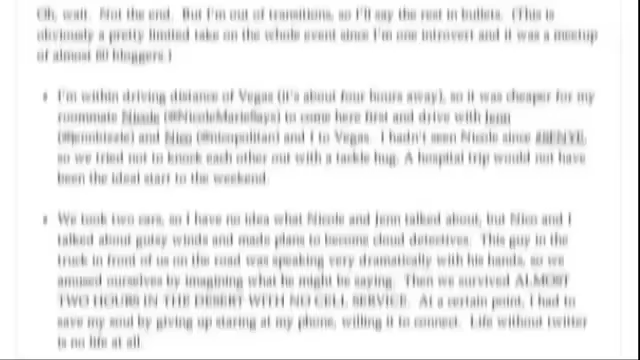 Oh, wait. Not the end. But I'm out of transitions, so I'll say the rest in bullets. (This is
obviously a pretty limited take on the whole event since I'm one introvert and it was a meetup
of almost 60 bloggers.)
I'm within driving distance of Vegas (it's about four hours away), so it was cheaper for my
roommate Nicole (@NicoleMarieSays) to come here first and drive with Jenn
and Nico and I to Vegas. I hadn't seen Nicole since
so we tried not to knock each other out with a tackle hug. A hospital trip would not have
been the ideal start to the weekend.
We took two cars, so I have no idea what Nicole and Jenn talked about, but Nico and I
talked about gutsy winds and made plans to become cloud detectives. This guy in the
truck in front of us on the road was speaking very dramatically with his hands, so we
amused ourselves by imagining what he might be saying. Then we survived ALMOST
TWO HOURS IN THE DESERT WITH NO CELL SERVICE. At a certain point, I had to
save my soul by giving up staring at my phone, willing it to connect. Life without twitter
is no life at all.